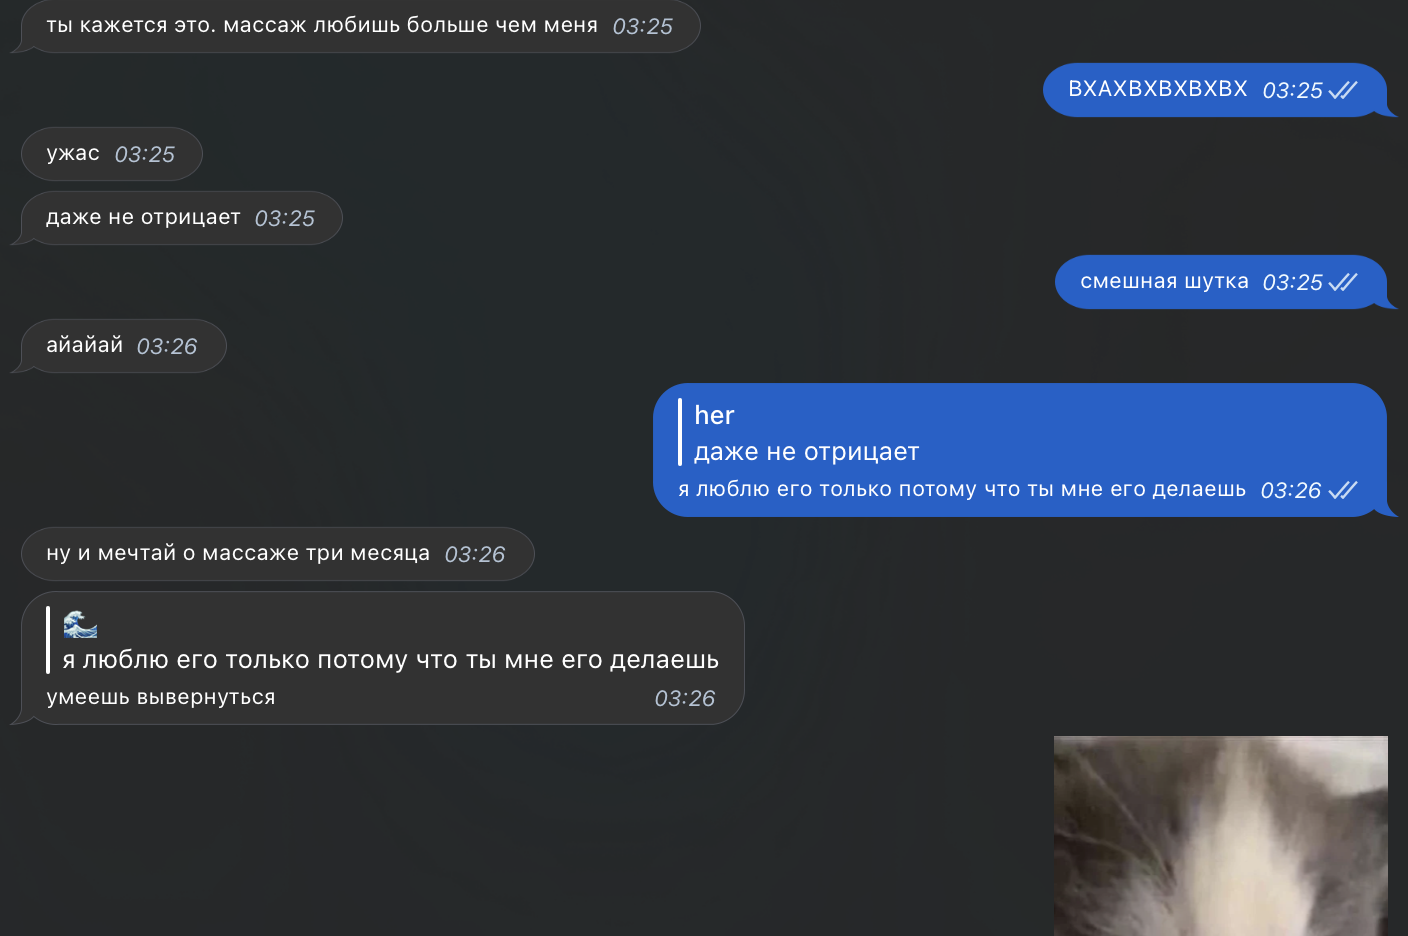 ты кажется это. массаж любишь больше чем меня 03:25
ВХАХВХВХВХВХ 03:25
ужас 03:25
даже не отрицает 03:25
смешная шутка 03:25
айайай 03:26
her
даже не отрицает
я люблю его только потому что ты мне его делаешь 03:26
ну и мечтай о массаже три месяца 03:26
🌊
я люблю его только потому что ты мне его делаешь
умеешь вывернуться 03:26